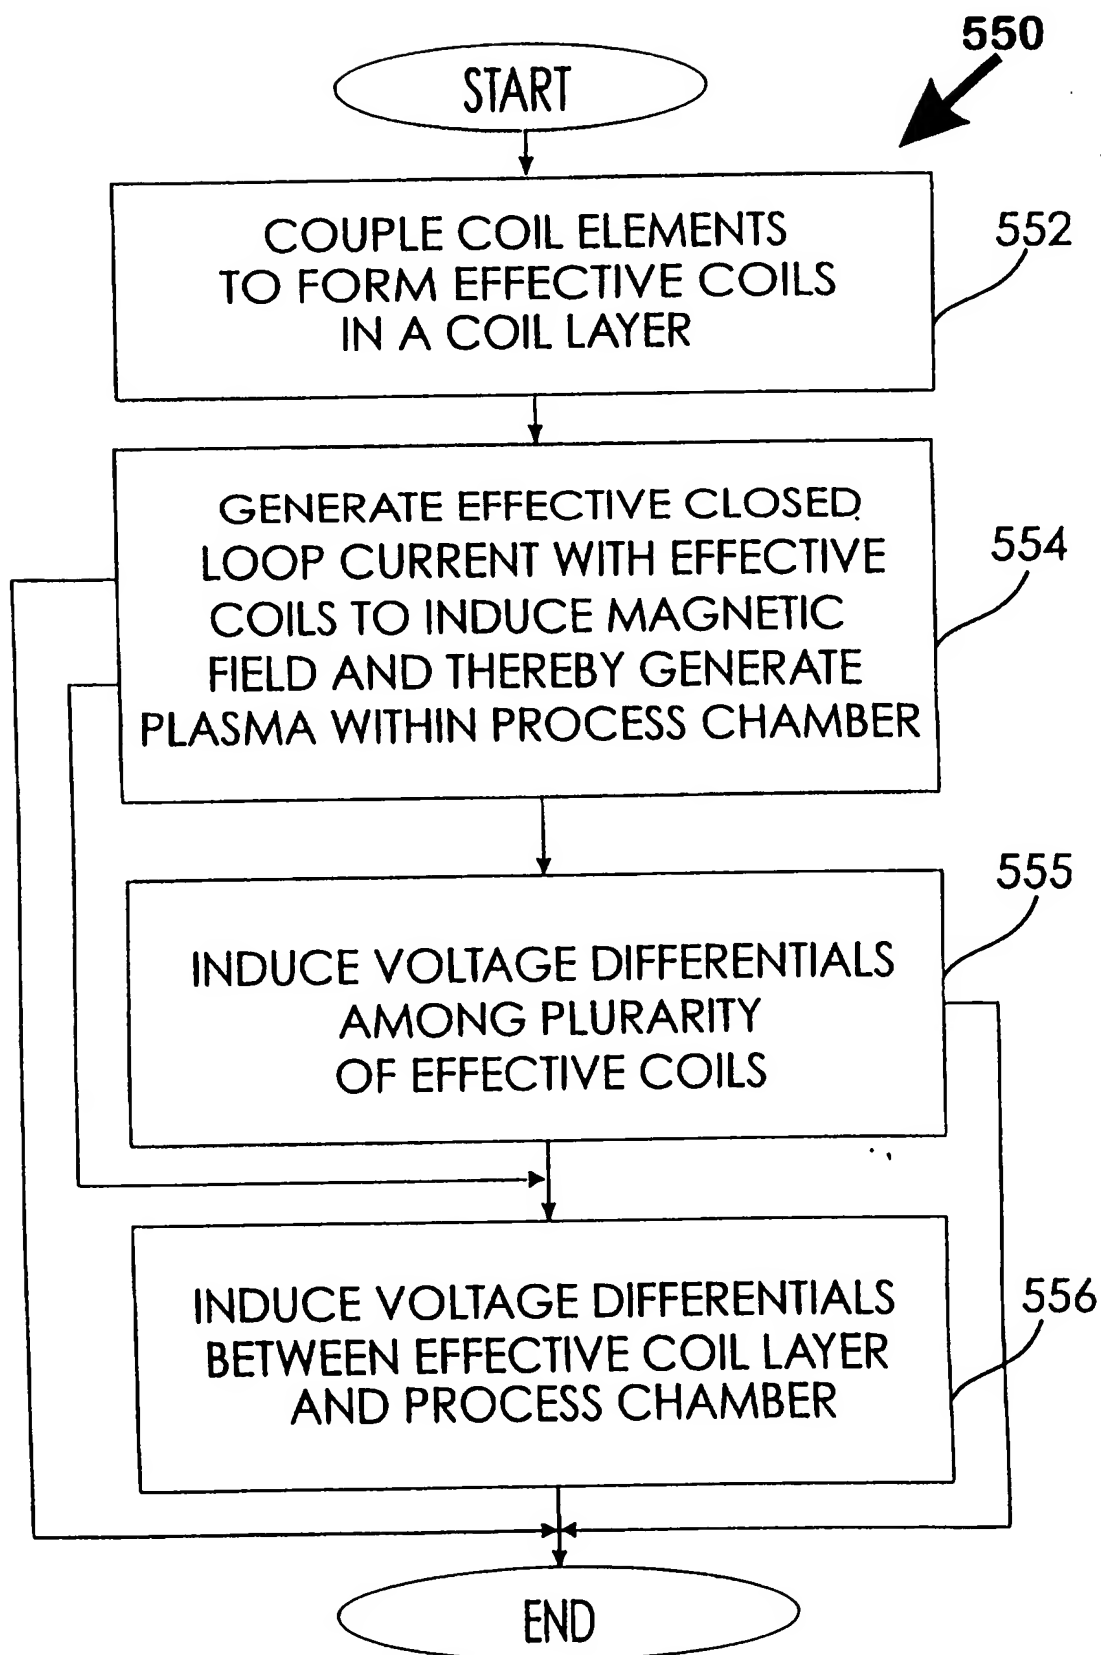 550
START
COUPLE COIL ELEMENTS
TO FORM EFFECTIVE COILS
IN A COIL LAYER
552
GENERATE EFFECTIVE CLOSED
LOOP CURRENT WITH EFFECTIVE
COILS TO INDUCE MAGNETIC
FIELD AND THEREBY GENERATE
PLASMA WITHIN PROCESS CHAMBER
554
INDUCE VOLTAGE DIFFERENTIALS
AMONG PLURARITY
OF EFFECTIVE COILS
555
INDUCE VOLTAGE DIFFERENTIALS
BETWEEN EFFECTIVE COIL LAYER
AND PROCESS CHAMBER
556
END